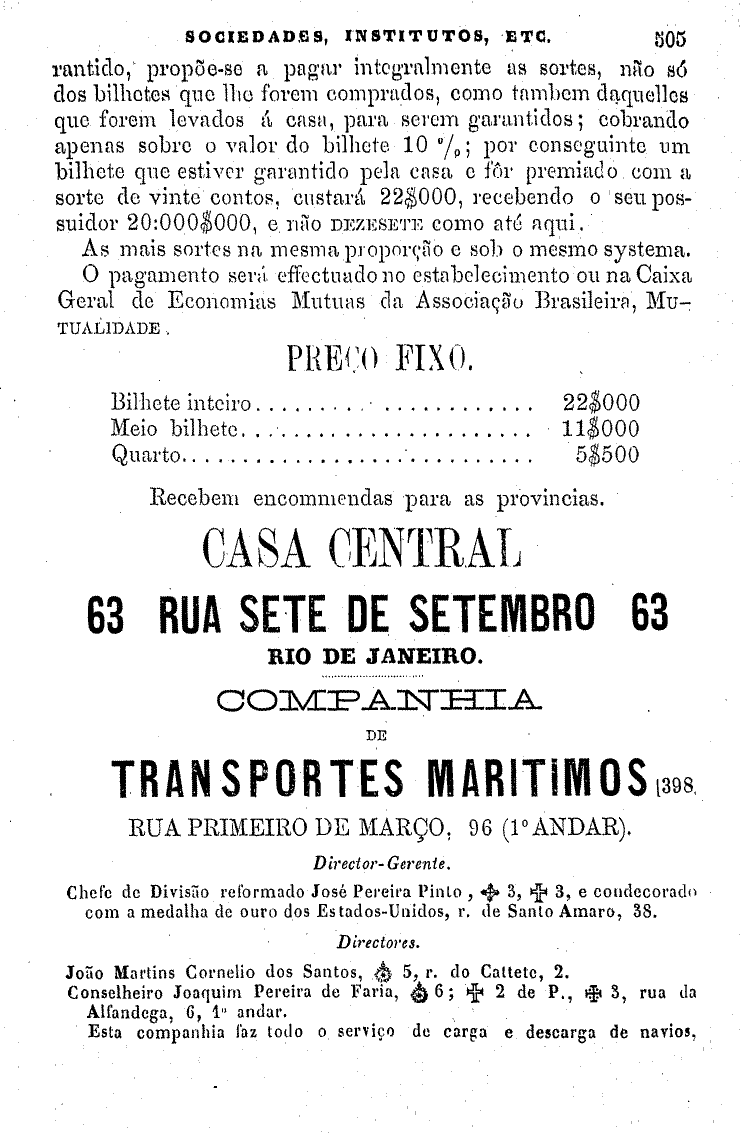 SOCIEDADES, INSTITUTOS, ETC. 505
rantido, propõe-se a pagar integralmente as sortes, não só
dos bilhetes que lhe forem comprados, como tambem daquelles
que forem levados á casa, para serem garantidos; cobrando
apenas sobre o valor do bilhete 10 %; por conseguinte um
bilhete que estiver garantido pela casa e fôr premiado com a
sorte de vinte contos, custará 22$000, recebendo o seu pos-
suidor 20:000$000, e não DEZESETE como até aqui.
As mais sortes na mesma proporção e sob o mesmo systema.
O pagamento será effectuado no estabelecimento ou na Caixa
Geral de Economias Mutuas da Associação Brasileira, MU-
TUALIDADE.
PREÇO FIXO.
Bilhete inteiro.......... ............ 22$000
Meio bilhete......................... 11$000
Quarto.............................. 5$500
Recebem encommendas para as provincias.
CASA CENTRAL
63 RUA SETE DE SETEMBRO 63
RIO DE JANEIRO.
COMPANHIA
DE
TRANSPORTES MARITIMOS [398
RUA PRIMEIRO DE MARÇO, 96 (1º ANDAR).
Director-Gerente.
Chefe de Divisão reformado José Pereira Pinto, 3, 3, e condecorado
com a medalha de ouro dos Estados-Unidos, r. de Santo Amaro, 38.
Directores.
João Martins Cornelio dos Santos, 5, r. do Cattete, 2.
Conselheiro Joaquim Pereira de Faria, 6; 2 de P., 3, rua da
Alfandega, 6, 1º andar.
Esta companhia faz todo o serviço de carga e descarga de navios,